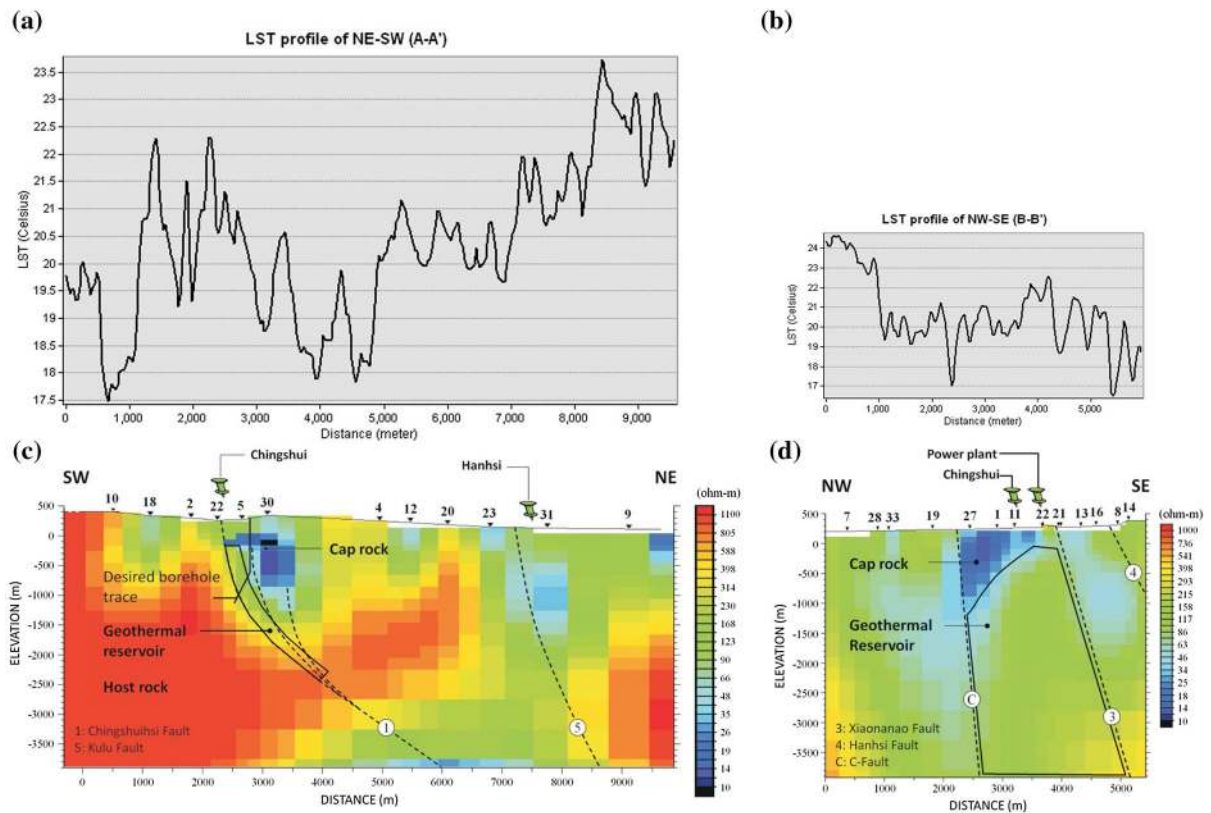 (a)
LST profile of NE-SW (A-A')
23.5
23
22.5
22
21.5
21
20.5
20
19.5
19
18.5
18
17.5
LST (Celsius)
0 1,000 2,000 3,000 4,000 5,000 6,000 7,000 8,000 9,000
Distance (meter)
(b)
LST profile of NW-SE (B-B')
24
23
22
21
20
19
18
17
LST (Celsius)
0 1,000 2,000 3,000 4,000 5,000
Distance (meter)
(c)
SW
Chingshui
Hanhsi
NE
10 18 2 22 5 30 4 12 20 23 31 9
500
0
-500
-1000
-1500
-2000
-2500
-3000
-3500
ELEVATION (m)
Cap rock
Desired borehole
trace
Geothermal
reservoir
Host rock
1: Chingshuihsi Fault
5: Kulu Fault
1
5
0 1000 2000 3000 4000 5000 6000 7000 8000 9000
DISTANCE (m)
(ohm-m)
1100
805
588
430
314
230
168
123
90
66
48
35
26
19
14
10
(d)
Power plant
Chingshui
NW
SE
7 28 33 19 27 1 11 22 21 13 16 8 14
500
0
-500
-1000
-1500
-2000
-2500
-3000
-3500
ELEVATION (m)
Cap rock
Geothermal
Reservoir
4
C
3
3: Xiaonanao Fault
4: Hanhsi Fault
C: C-Fault
0 1000 2000 3000 4000 5000
DISTANCE (m)
(ohm-m)
1000
736
541
398
293
215
158
117
86
63
46
34
25
18
14
10